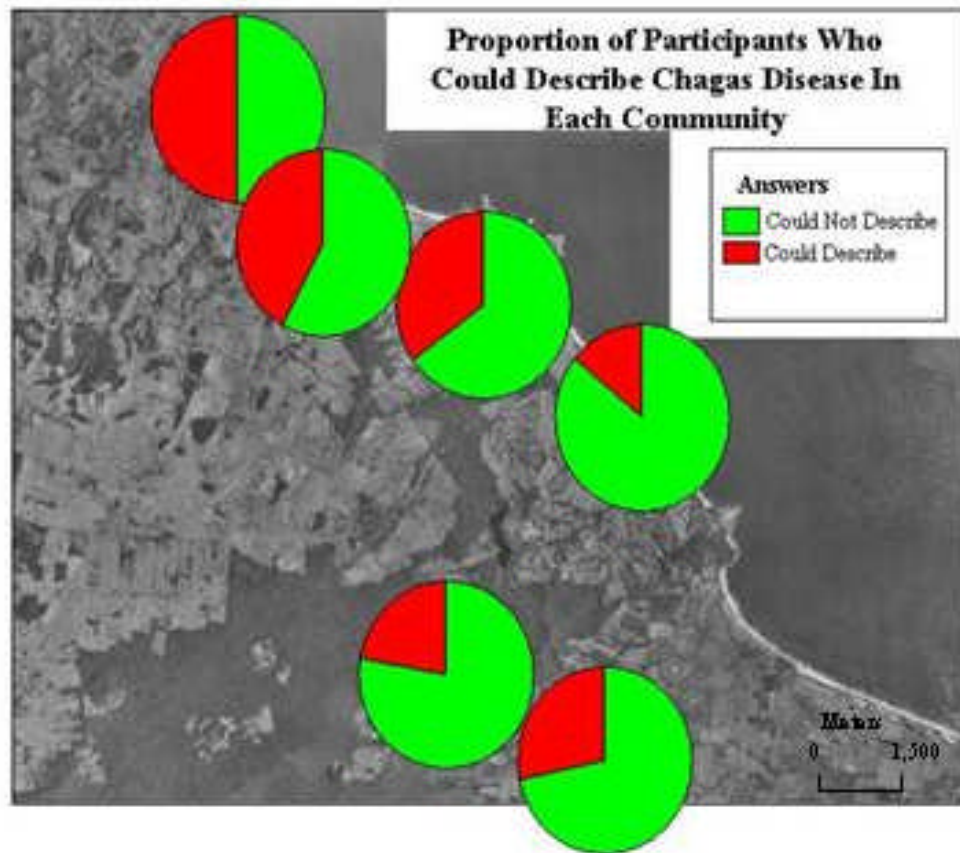 Proportion of Participants Who
Could Describe Chagas Disease In
Each Community
Answers
Could Not Describe
Could Describe
Meters
0 1,500